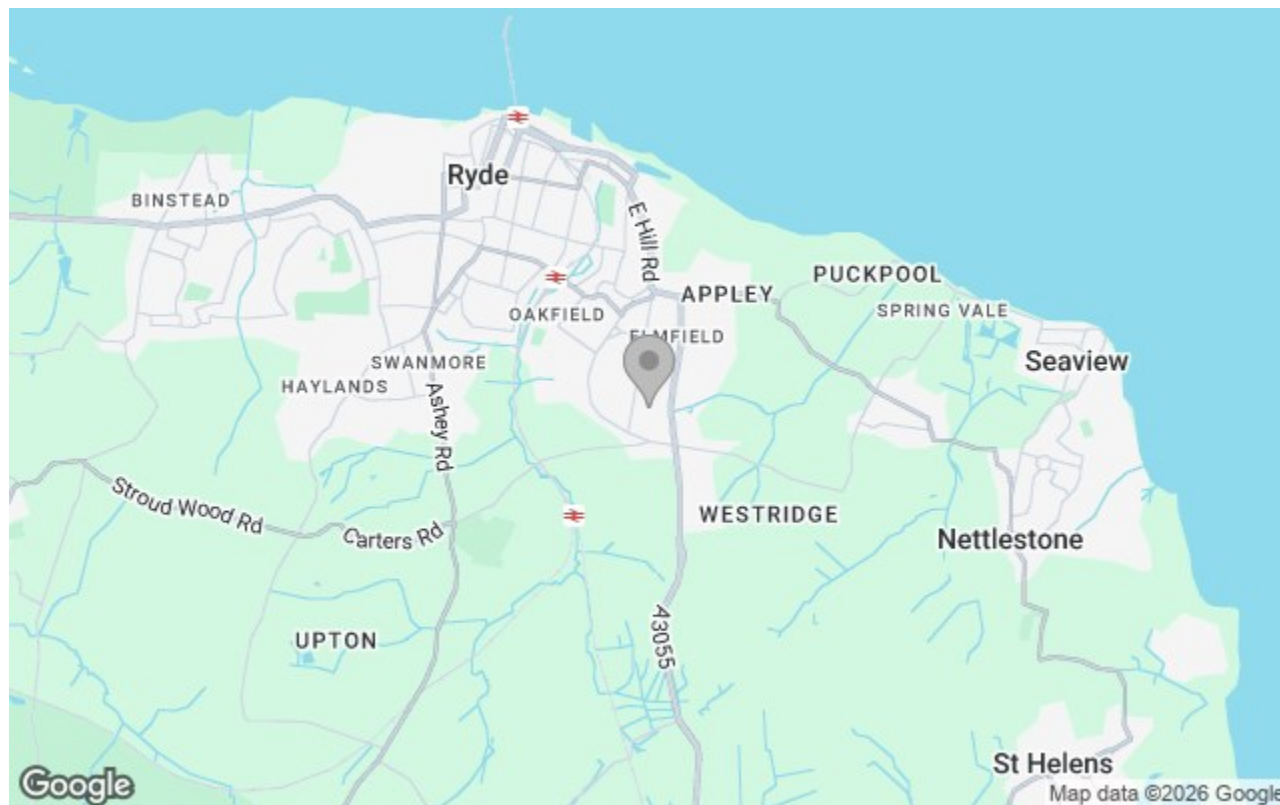 Ryde
BINSTEAD
E Hill Rd
PUCKPOOL
APPLEY
SPRING VALE
OAKFIELD
ELMFIELD
Seaview
SWANMORE
HAYLANDS
Ashey Rd
Stroud Wood Rd
Carters Rd
WESTRIDGE
Nettlestone
UPTON
A3055
St Helens
Google
Map data ©2026 Google